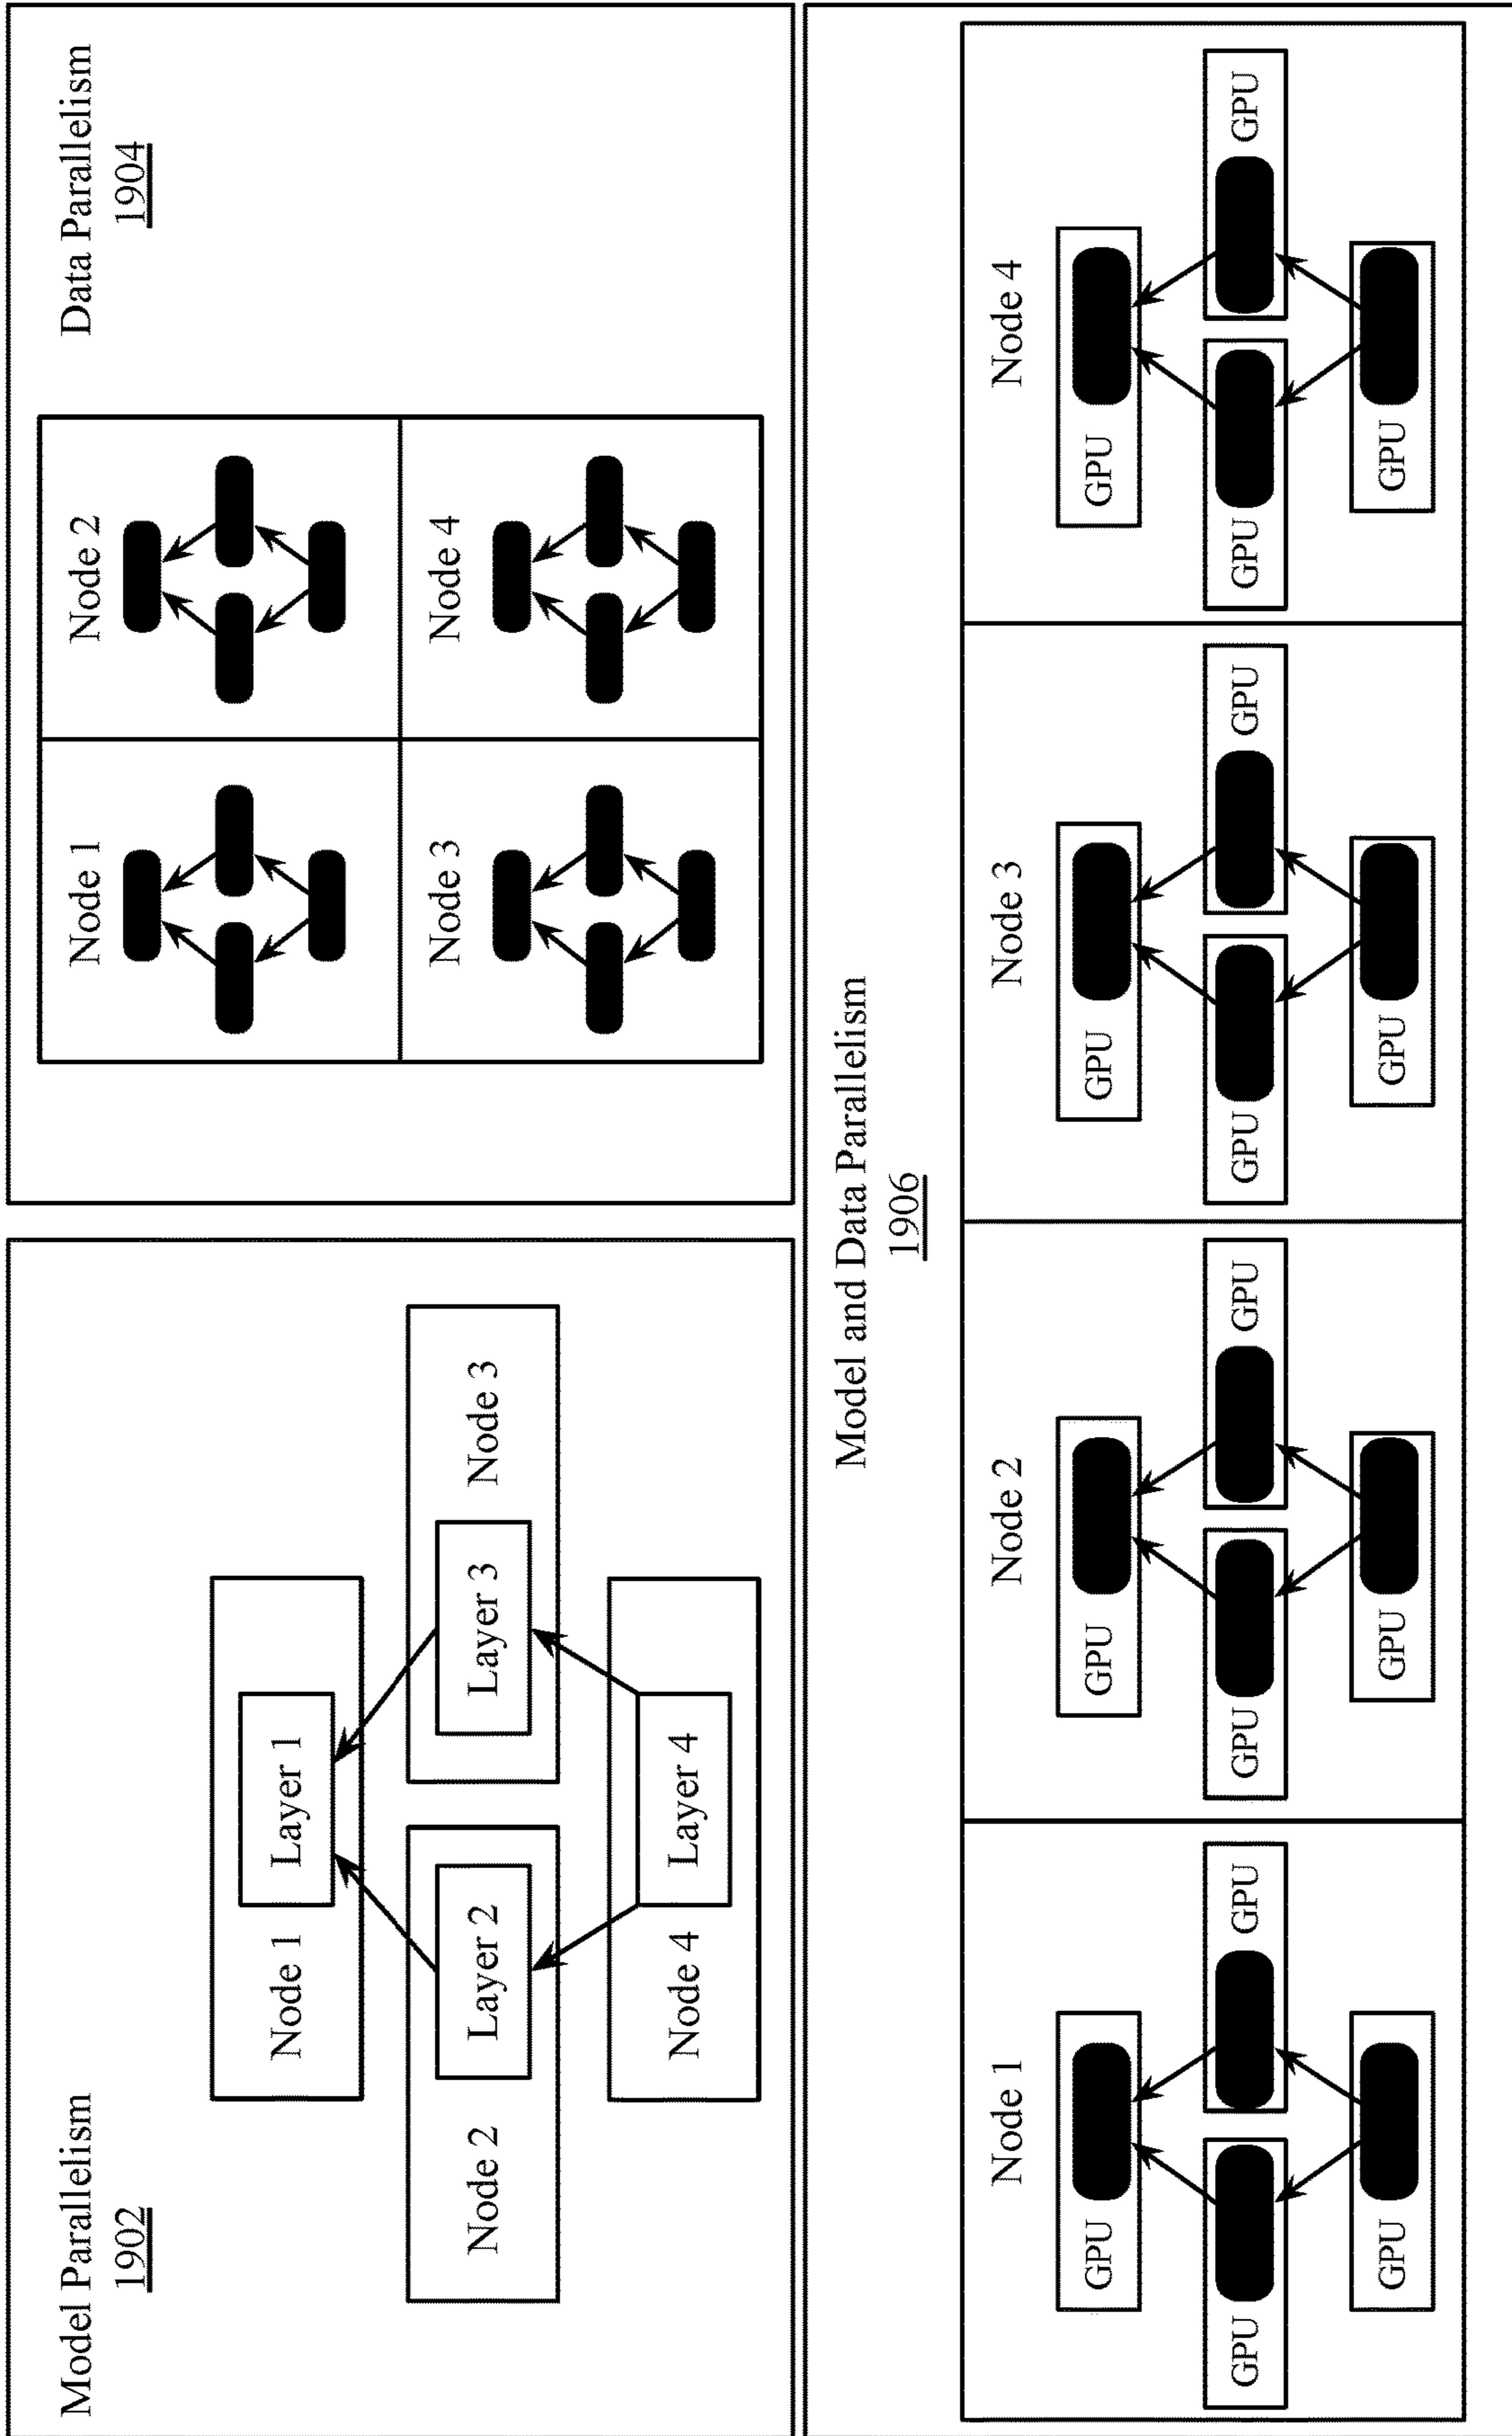 Model Parallelism
1902
Node 1
Layer 1
Node 2
Layer 2
Layer 3
Node 3
Node 4
Layer 4
Data Parallelism
1904
Node 1
Node 2
Node 3
Node 4
Model and Data Parallelism
1906
Node 1
GPU
GPU
GPU
GPU
Node 2
GPU
GPU
GPU
GPU
Node 3
GPU
GPU
GPU
GPU
Node 4
GPU
GPU
GPU
GPU